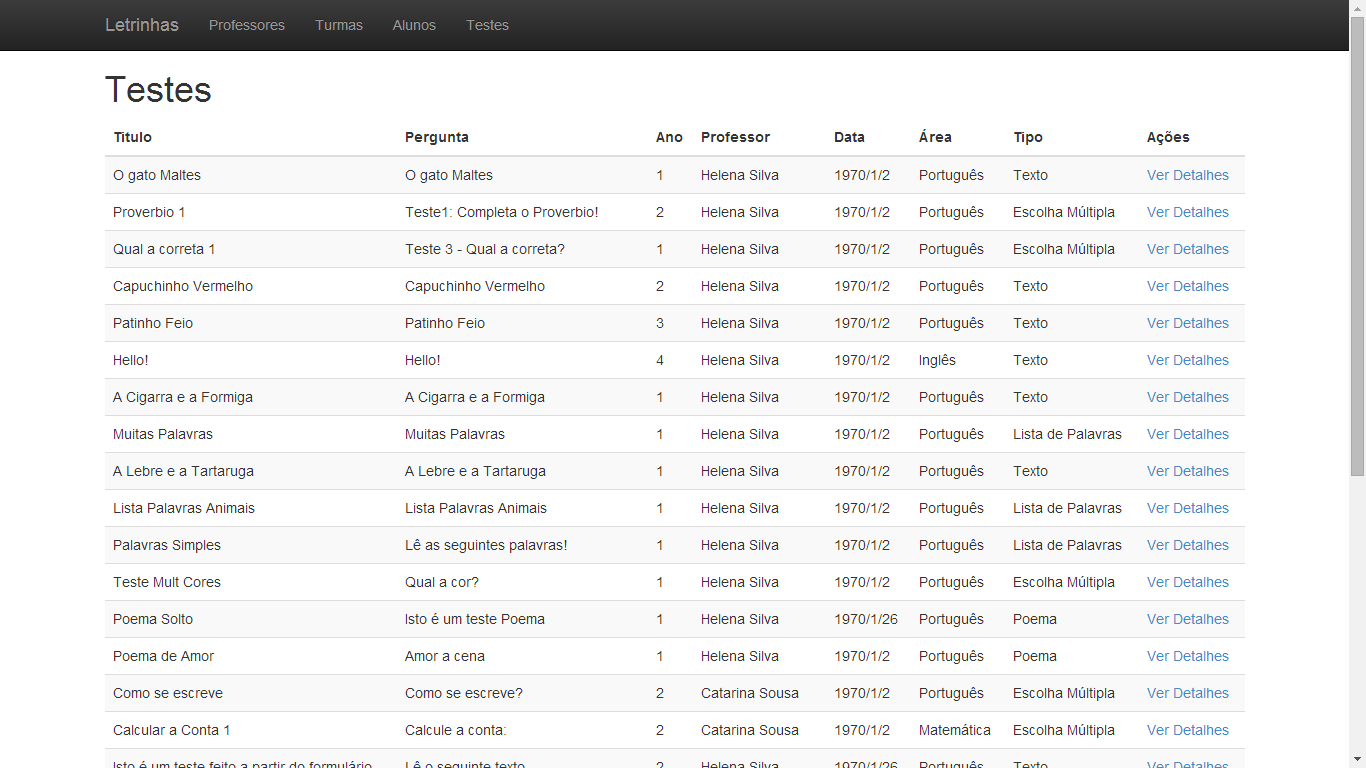 Letrinhas Professores Turmas Alunos Testes
Testes
Título Pergunta Ano Professor Data Área Tipo Ações
O gato Maltes O gato Maltes 1 Helena Silva 1970/1/2 Português Texto Ver Detalhes
Proverbio 1 Teste1: Completa o Proverbio! 2 Helena Silva 1970/1/2 Português Escolha Múltipla Ver Detalhes
Qual a correta 1 Teste 3 - Qual a correta? 1 Helena Silva 1970/1/2 Português Escolha Múltipla Ver Detalhes
Capuchinho Vermelho Capuchinho Vermelho 2 Helena Silva 1970/1/2 Português Texto Ver Detalhes
Patinho Feio Patinho Feio 3 Helena Silva 1970/1/2 Português Texto Ver Detalhes
Hello! Hello! 4 Helena Silva 1970/1/2 Inglês Texto Ver Detalhes
A Cigarra e a Formiga A Cigarra e a Formiga 1 Helena Silva 1970/1/2 Português Texto Ver Detalhes
Muitas Palavras Muitas Palavras 1 Helena Silva 1970/1/2 Português Lista de Palavras Ver Detalhes
A Lebre e a Tartaruga A Lebre e a Tartaruga 1 Helena Silva 1970/1/2 Português Texto Ver Detalhes
Lista Palavras Animais Lista Palavras Animais 1 Helena Silva 1970/1/2 Português Lista de Palavras Ver Detalhes
Palavras Simples Lê as seguintes palavras! 1 Helena Silva 1970/1/2 Português Lista de Palavras Ver Detalhes
Teste Mult Cores Qual a cor? 1 Helena Silva 1970/1/2 Português Escolha Múltipla Ver Detalhes
Poema Solto Isto é um teste Poema 1 Helena Silva 1970/1/26 Português Poema Ver Detalhes
Poema de Amor Amor a cena 1 Helena Silva 1970/1/2 Português Poema Ver Detalhes
Como se escreve Como se escreve? 2 Catarina Sousa 1970/1/2 Português Escolha Múltipla Ver Detalhes
Calcular a Conta 1 Calcule a conta: 2 Catarina Sousa 1970/1/2 Matemática Escolha Múltipla Ver Detalhes
Isto é um teste feito a partir do formulário Lê o seguinte texto 2 Helena Silva 1970/1/26 Português Texto Ver Detalhes